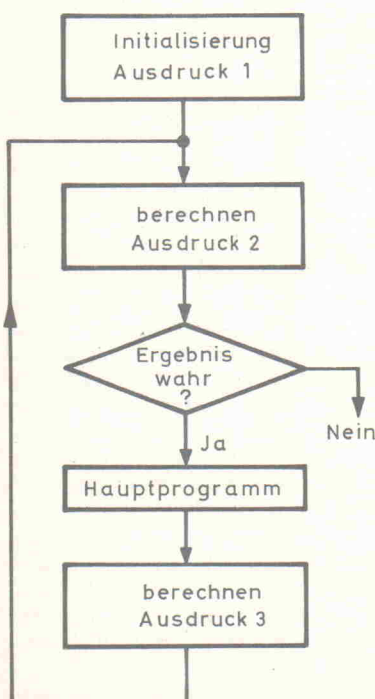 Initialisierung
Ausdruck 1
berechnen
Ausdruck 2
Ergebnis
wahr
?
Nein
Ja
Hauptprogramm
berechnen
Ausdruck 3